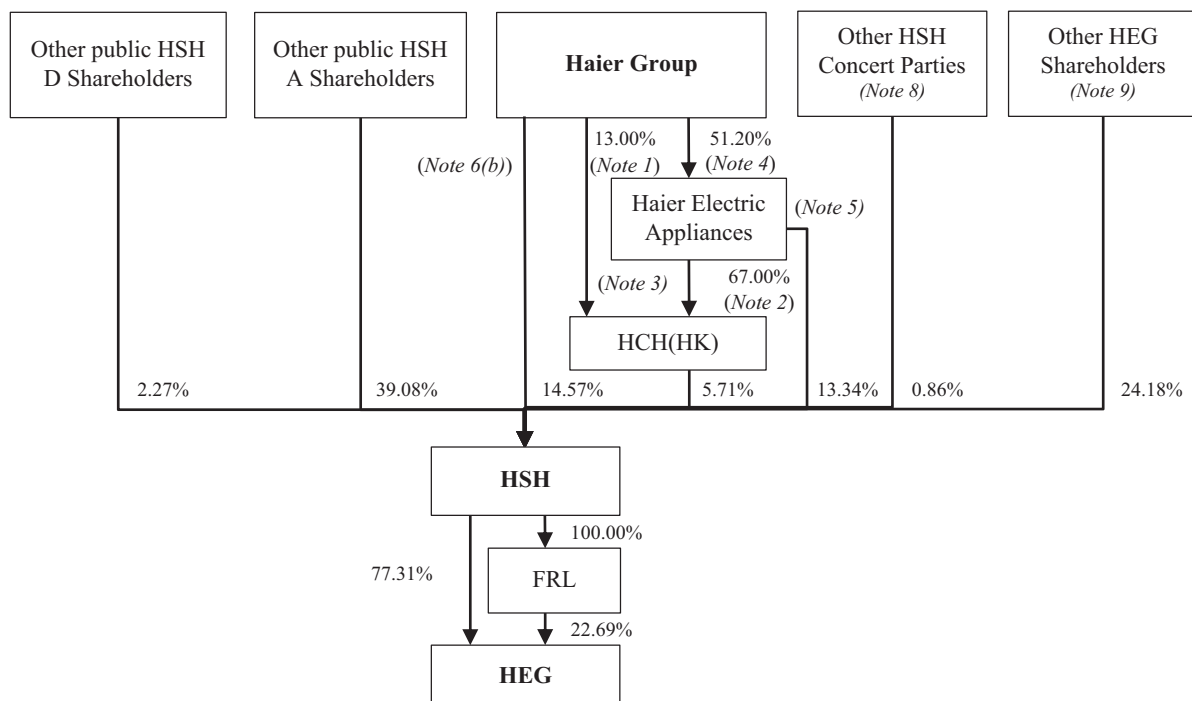 Other public HSH
D Shareholders
Other public HSH
A Shareholders
Haier Group
Other HSH
Concert Parties
(Note 8)
Other HEG
Shareholders
(Note 9)
(Note 6(b))
13.00%
(Note 1)
51.20%
(Note 4)
Haier Electric
Appliances
(Note 5)
(Note 3)
67.00%
(Note 2)
HCH(HK)
2.27%
39.08%
14.57%
5.71%
13.34%
0.86%
24.18%
HSH
100.00%
77.31%
FRL
22.69%
HEG